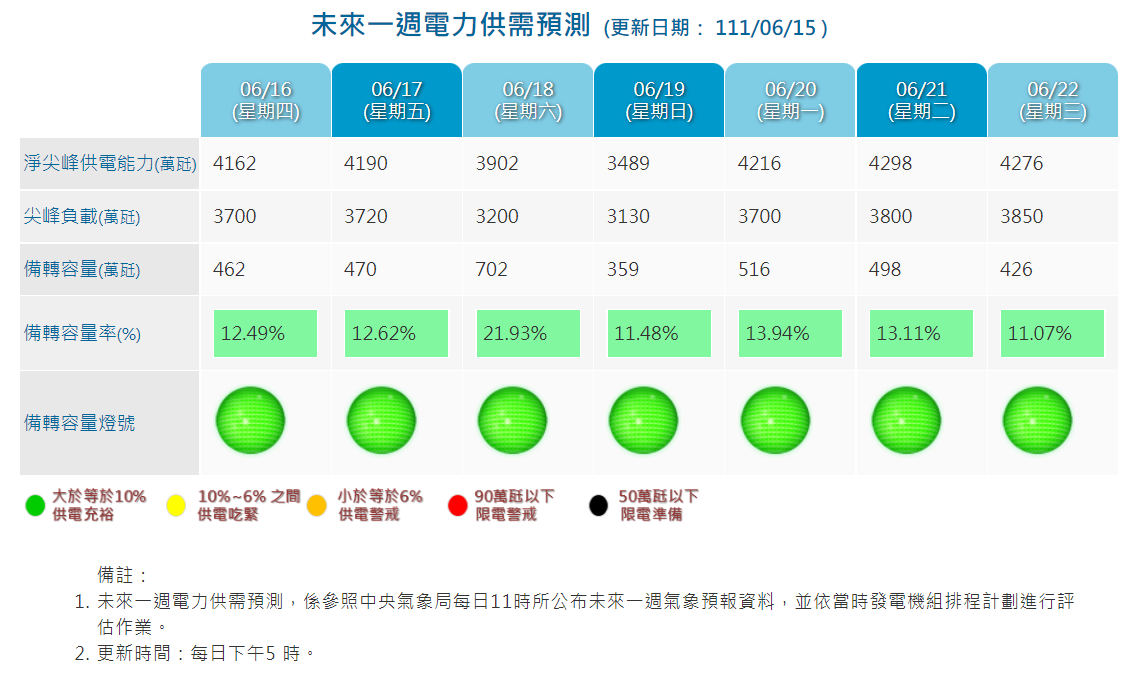 未來一週電力供需預測 (更新日期： 111/06/15 )
06/16 06/17 06/18 06/19 06/20 06/21 06/22
(星期四) (星期五) (星期六) (星期日) (星期一) (星期二) (星期三)
淨尖峰供電能力(萬瓩) 4162 4190 3902 3489 4216 4298 4276
尖峰負載(萬瓩) 3700 3720 3200 3130 3700 3800 3850
備轉容量(萬瓩) 462 470 702 359 516 498 426
備轉容量率(%) 12.49% 12.62% 21.93% 11.48% 13.94% 13.11% 11.07%
備轉容量燈號
大於等於10% 10%~6% 之間 小於等於6% 90萬瓩以下 50萬瓩以下
供電充裕 供電吃緊 供電警戒 限電警戒 限電準備
備註：
1. 未來一週電力供需預測，係參照中央氣象局每日11時所公布未來一週氣象預報資料，並依當時發電機組排程計劃進行評
估作業。
2. 更新時間：每日下午5 時。